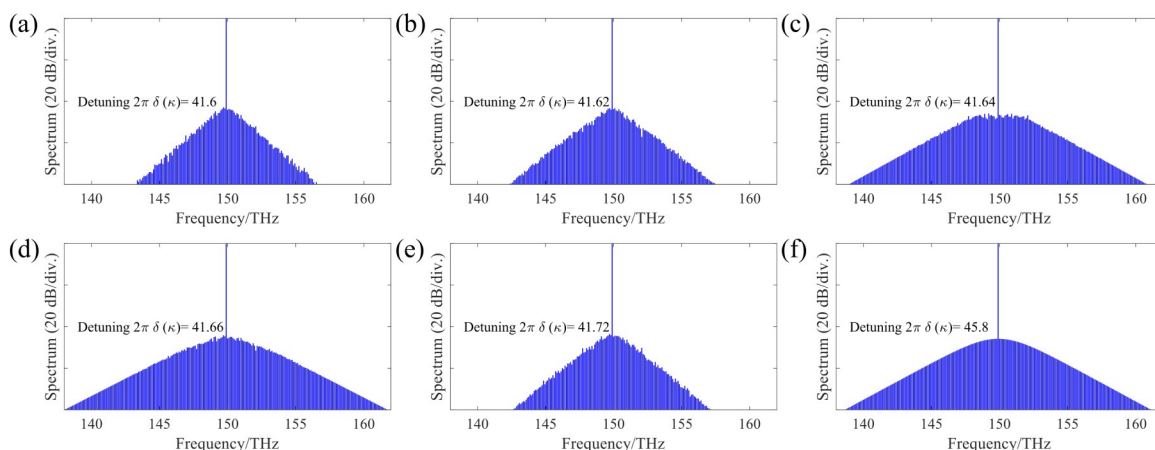 (a)
Spectrum (20 dB/div.)
Detuning 2π δ (κ)= 41.6
140 145 150 155 160
Frequency/THz
(b)
Spectrum (20 dB/div.)
Detuning 2π δ (κ)= 41.62
140 145 150 155 160
Frequency/THz
(c)
Spectrum (20 dB/div.)
Detuning 2π δ (κ)= 41.64
140 145 150 155 160
Frequency/THz
(d)
Spectrum (20 dB/div.)
Detuning 2π δ (κ)= 41.66
140 145 150 155 160
Frequency/THz
(e)
Spectrum (20 dB/div.)
Detuning 2π δ (κ)= 41.72
140 145 150 155 160
Frequency/THz
(f)
Spectrum (20 dB/div.)
Detuning 2π δ (κ)= 45.8
140 145 150 155 160
Frequency/THz